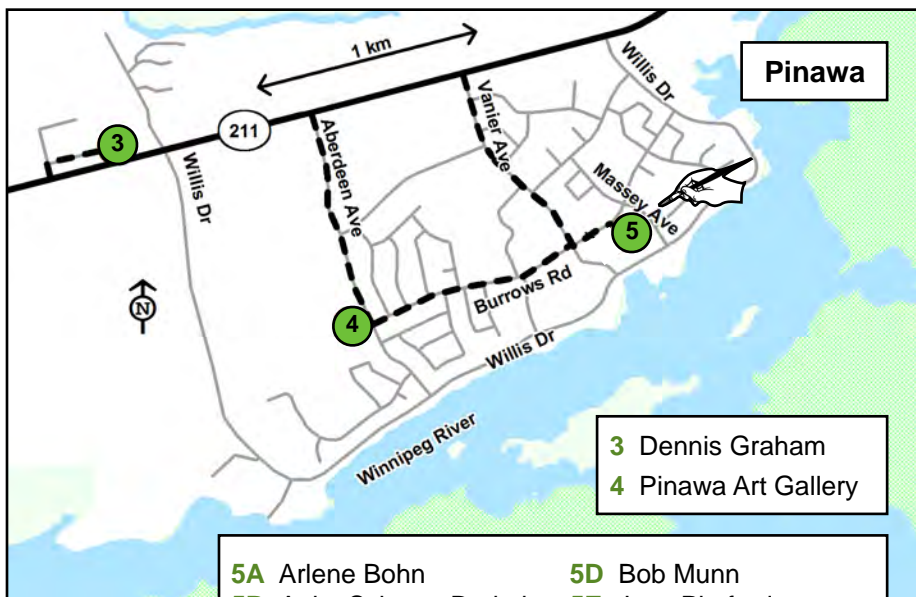 Pinawa
1 km
211
Willis Dr
Vanier Ave
Aberdeen Ave
Willis Dr
Massey Ave
3
5
4
N
Burrows Rd
Willis Dr
Winnipeg River
3 Dennis Graham
4 Pinawa Art Gallery
5A Arlene Bohn
5D Bob Munn